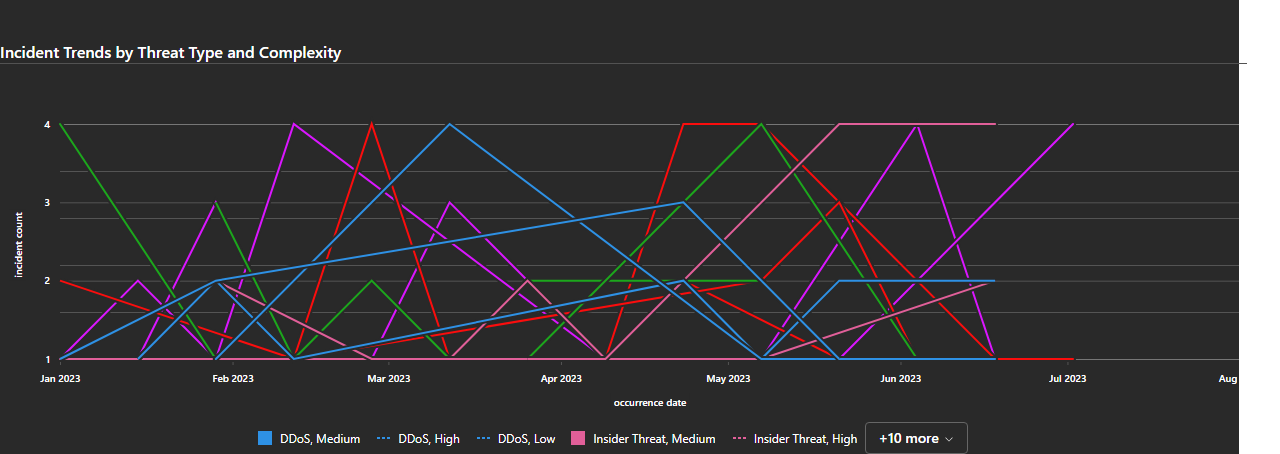 Incident Trends by Threat Type and Complexity
4
3
2
1
incident count
Jan 2023 Feb 2023 Mar 2023 Apr 2023 May 2023 Jun 2023 Jul 2023 Aug
occurrence date
DDoS, Medium DDoS, High DDoS, Low Insider Threat, Medium Insider Threat, High +10 more